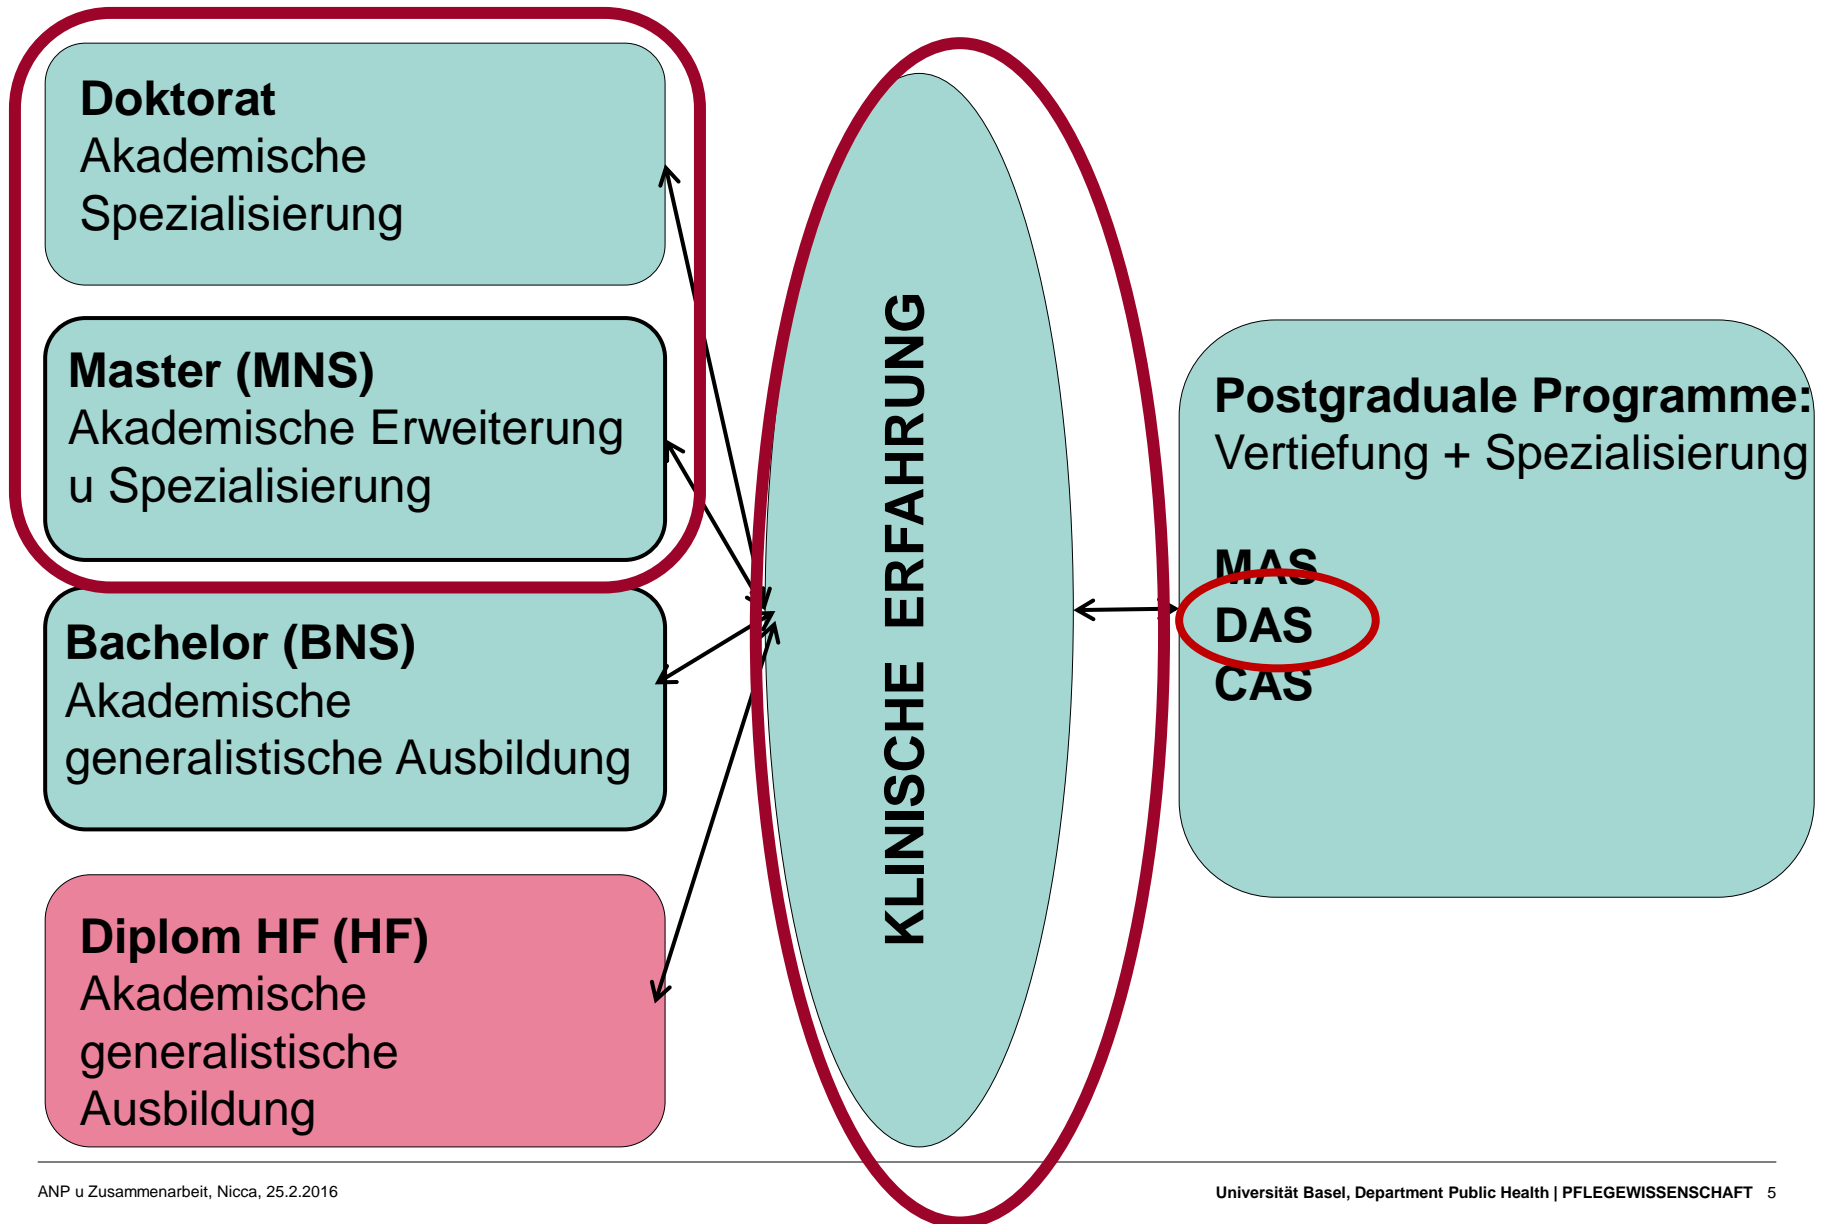 Doktorat
Akademische
Spezialisierung
Master (MNS)
Akademische Erweiterung
u Spezialisierung
Bachelor (BNS)
Akademische
generalistische Ausbildung
Diplom HF (HF)
Akademische
generalistische
Ausbildung
KLINISCHE ERFAHRUNG
Postgraduale Programme:
Vertiefung + Spezialisierung
MAS
DAS
CAS
ANP u Zusammenarbeit, Nicca, 25.2.2016
Universität Basel, Department Public Health | PFLEGEWISSENSCHAFT 5